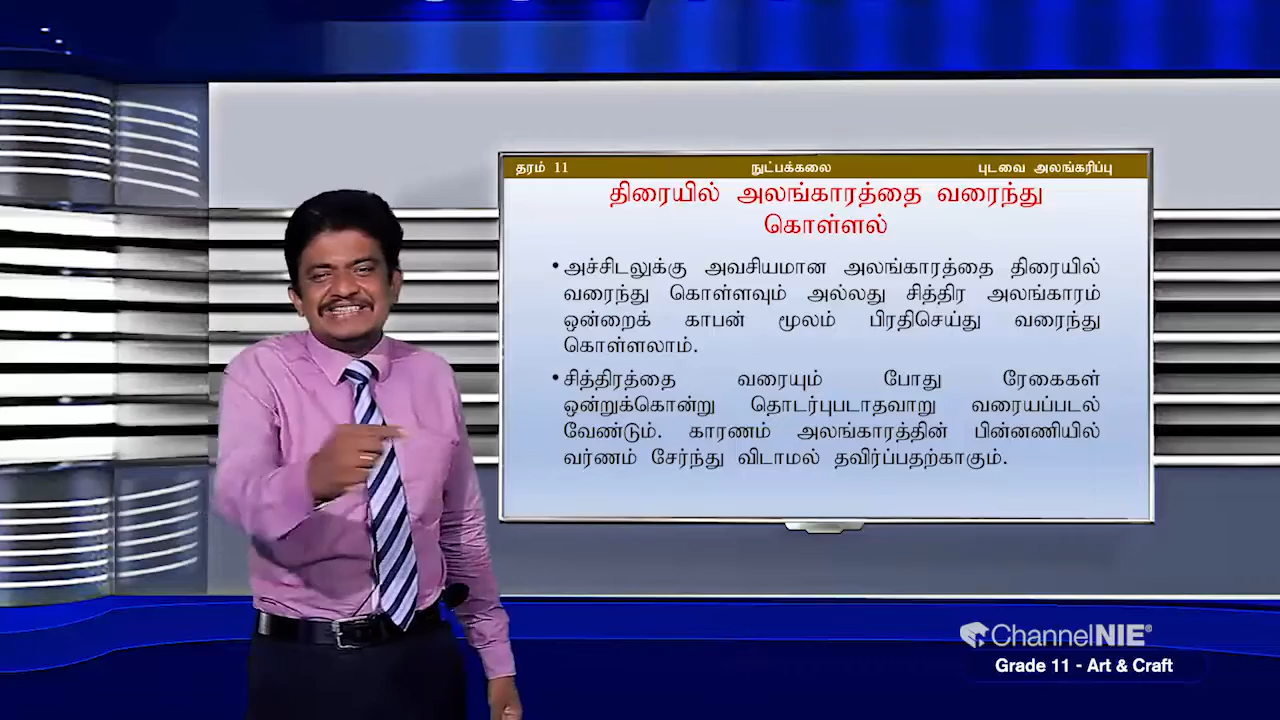 தரம் 11 நுட்பக்கலை புடவை அலங்கரிப்பு
திரையில் அலங்காரத்தை வரைந்து
கொள்ளல்
• அச்சிடலுக்கு அவசியமான அலங்காரத்தை திரையில்
வரைந்து கொள்ளவும் அல்லது சித்திர அலங்காரம்
ஒன்றைக் காபன் மூலம் பிரதிசெய்து வரைந்து
கொள்ளலாம்.
• சித்திரத்தை வரையும் போது ரேகைகள்
ஒன்றுக்கொன்று தொடர்புபடாதவாறு வரையப்படல்
வேண்டும். காரணம் அலங்காரத்தின் பின்னணியில்
வர்ணம் சேர்ந்து விடாமல் தவிர்ப்பதற்காகும்.
ChannelNIE®
Grade 11 - Art & Craft